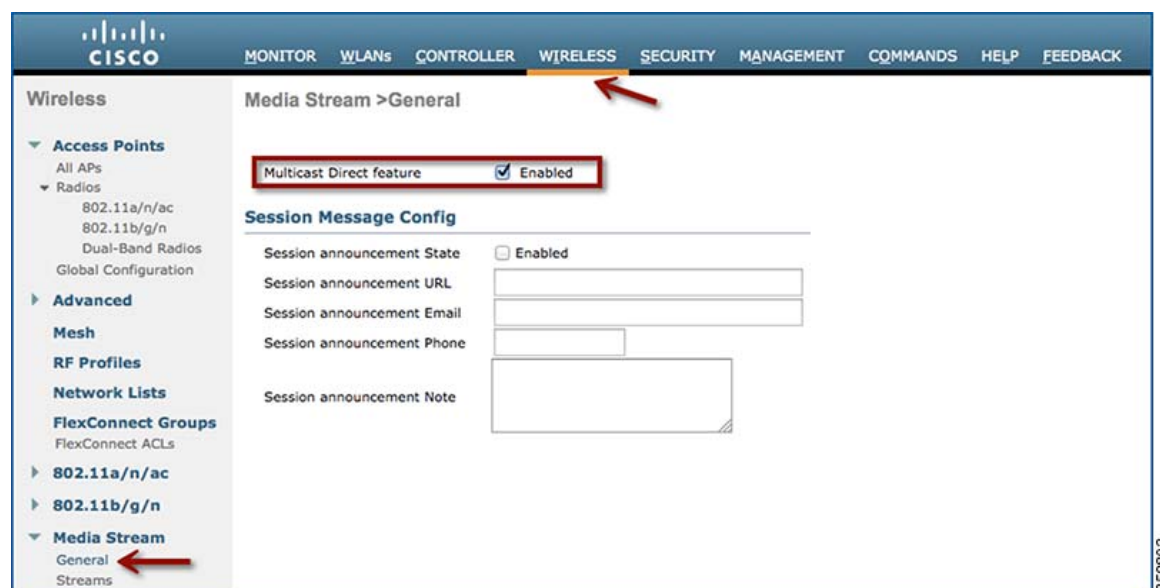 CISCO
MONITOR WLANs CONTROLLER WIRELESS SECURITY MANAGEMENT COMMANDS HELP FEEDBACK
Wireless
Access Points
All APs
Radios
802.11a/n/ac
802.11b/g/n
Dual-Band Radios
Global Configuration
Advanced
Mesh
RF Profiles
Network Lists
FlexConnect Groups
FlexConnect ACLs
802.11a/n/ac
802.11b/g/n
Media Stream
General
Streams
Media Stream >General
Multicast Direct feature Enabled
Session Message Config
Session announcement State Enabled
Session announcement URL
Session announcement Email
Session announcement Phone
Session announcement Note